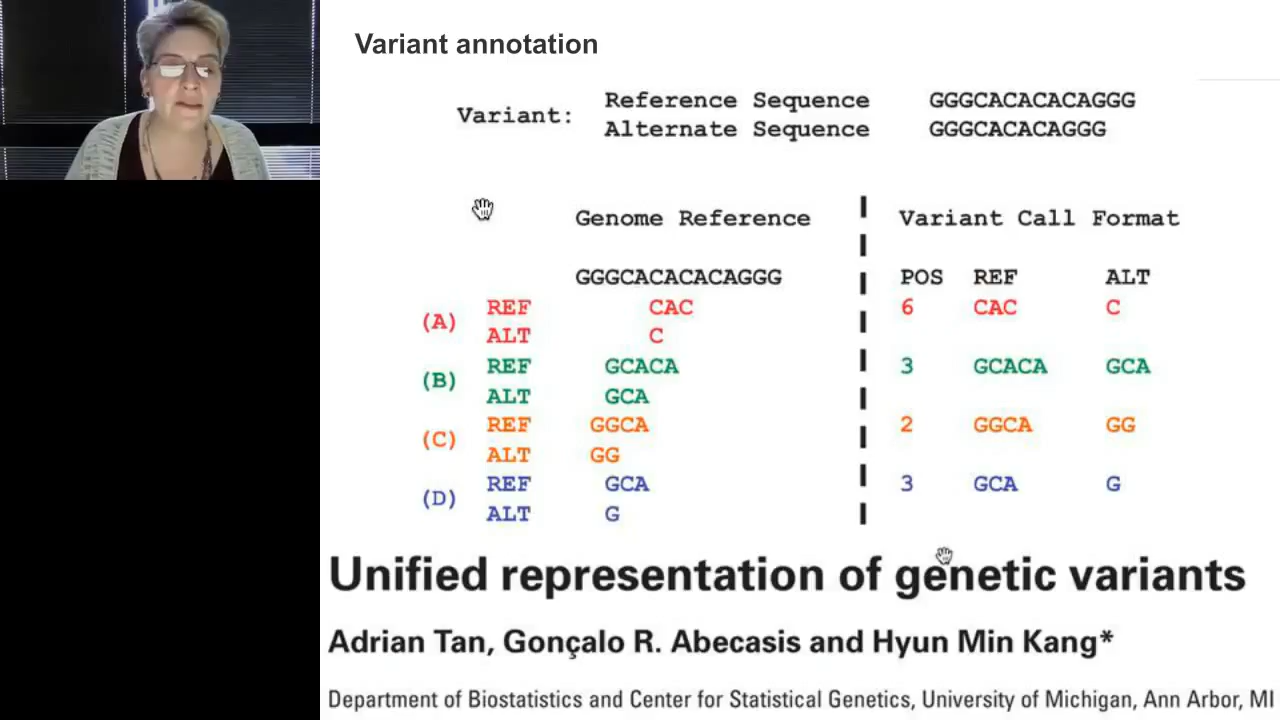 Variant annotation
Variant: Reference Sequence GGGCACACACAGGG
Alternate Sequence GGGCACACAGGG
Genome Reference Variant Call Format
GGGCACACACAGGG POS REF ALT
(A) REF CAC 6 CAC C
ALT C
(B) REF GCACA 3 GCACA GCA
ALT GCA
(C) REF GGCA 2 GGCA GG
ALT GG
(D) REF GCA 3 GCA G
ALT G
Unified representation of genetic variants
Adrian Tan, Gonçalo R. Abecasis and Hyun Min Kang*
Department of Biostatistics and Center for Statistical Genetics, University of Michigan, Ann Arbor, MI